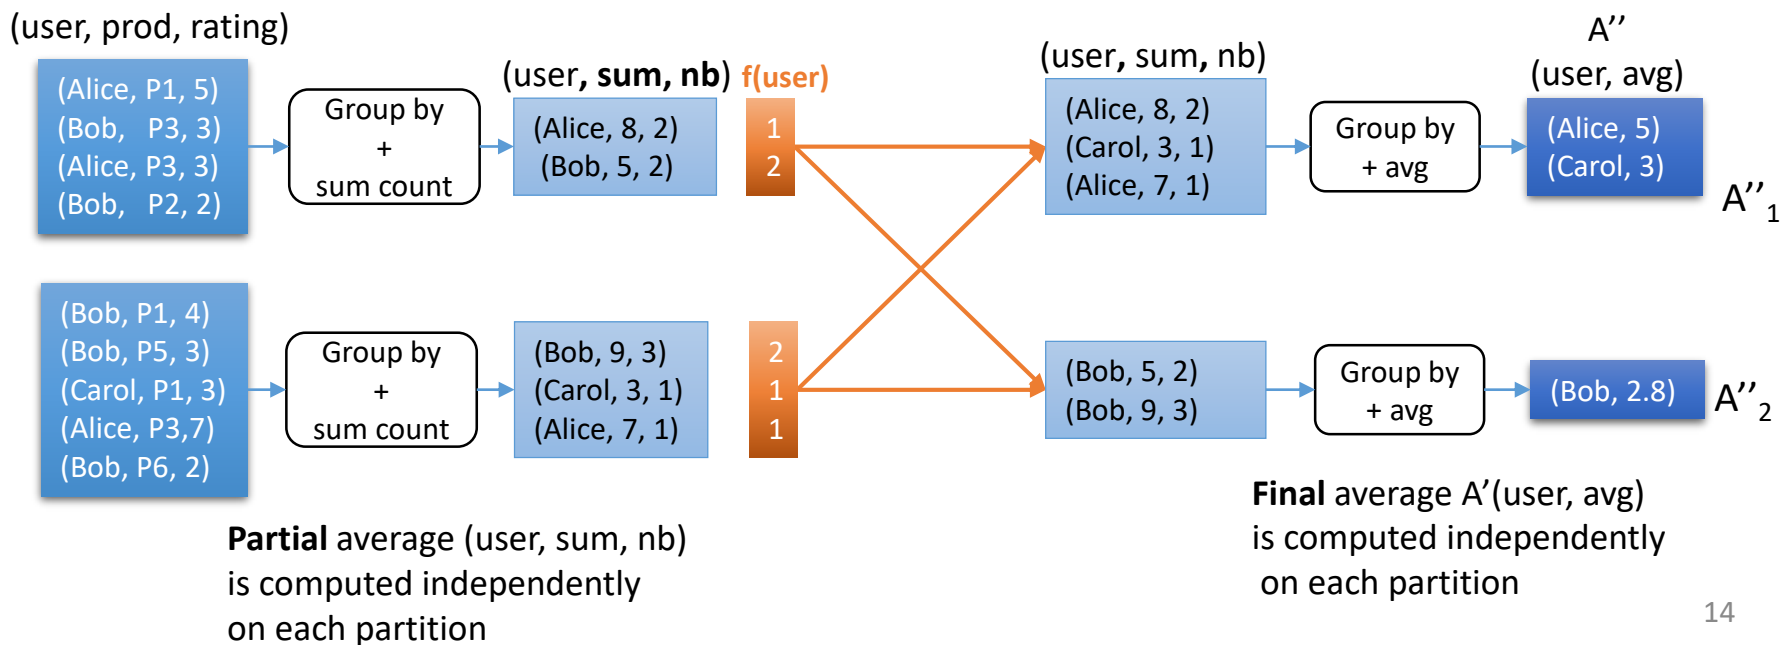 (user, prod, rating)
(Alice, P1, 5)
(Bob, P3, 3)
(Alice, P3, 3)
(Bob, P2, 2)
Group by
+
sum count
(user, sum, nb)
(Alice, 8, 2)
(Bob, 5, 2)
f(user)
1
2
(user, sum, nb)
(Alice, 8, 2)
(Carol, 3, 1)
(Alice, 7, 1)
Group by
+ avg
A''
(user, avg)
(Alice, 5)
(Carol, 3)
A''1
(Bob, P1, 4)
(Bob, P5, 3)
(Carol, P1, 3)
(Alice, P3,7)
(Bob, P6, 2)
Group by
+
sum count
(Bob, 9, 3)
(Carol, 3, 1)
(Alice, 7, 1)
2
1
1
(Bob, 5, 2)
(Bob, 9, 3)
Group by
+ avg
(Bob, 2.8)
A''2
Partial average (user, sum, nb)
is computed independently
on each partition
Final average A'(user, avg)
is computed independently
on each partition
14